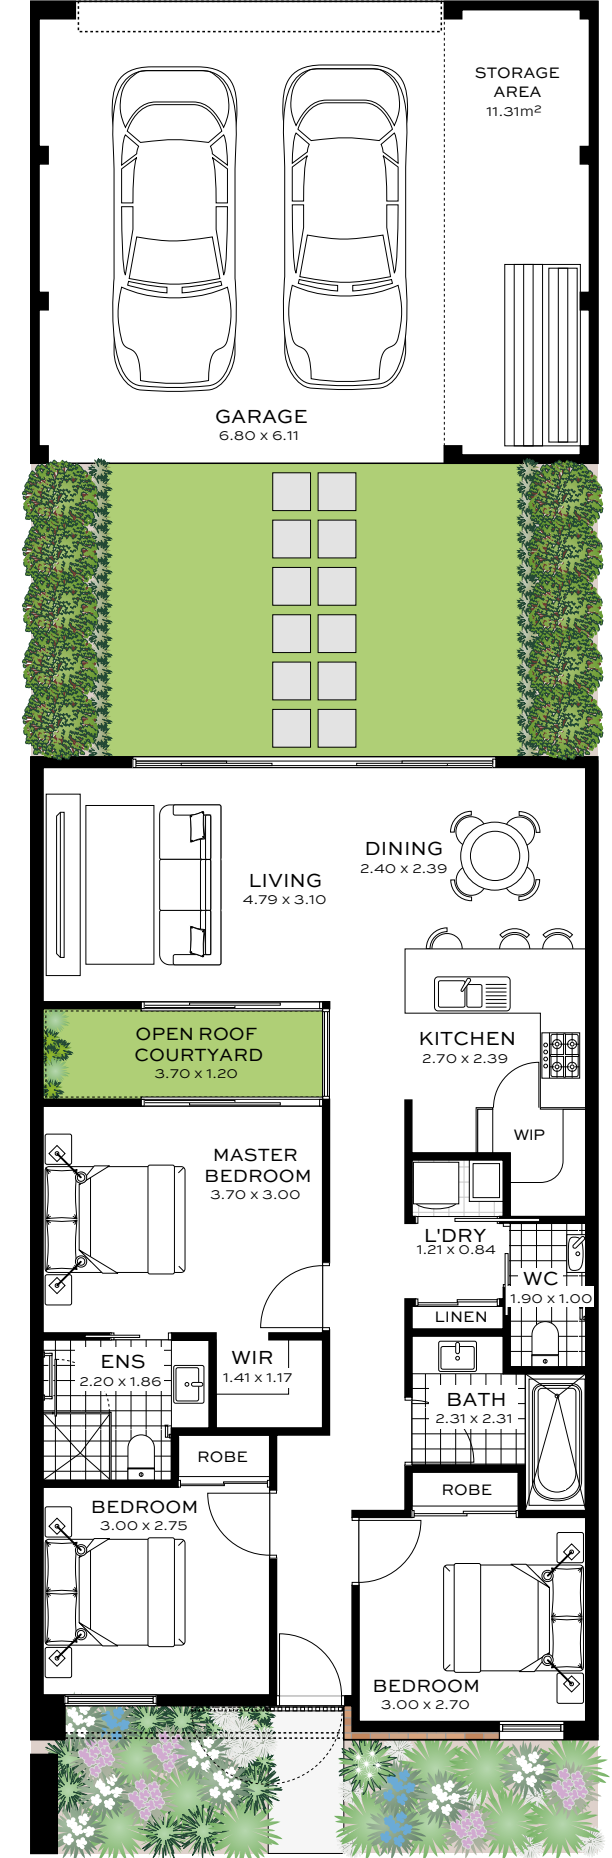 STORAGE
AREA
11.31m²
GARAGE
6.80 x 6.11
DINING
2.40 x 2.39
LIVING
4.79 x 3.10
OPEN ROOF
COURTYARD
3.70 x 1.20
KITCHEN
2.70 x 2.39
WIP
MASTER
BEDROOM
3.70 x 3.00
L'DRY
1.21 x 0.84
WC
1.90 x 1.00
LINEN
ENS
2.20 x 1.86
WIR
1.41 x 1.17
BATH
2.31 x 2.31
ROBE
ROBE
BEDROOM
3.00 x 2.75
BEDROOM
3.00 x 2.70